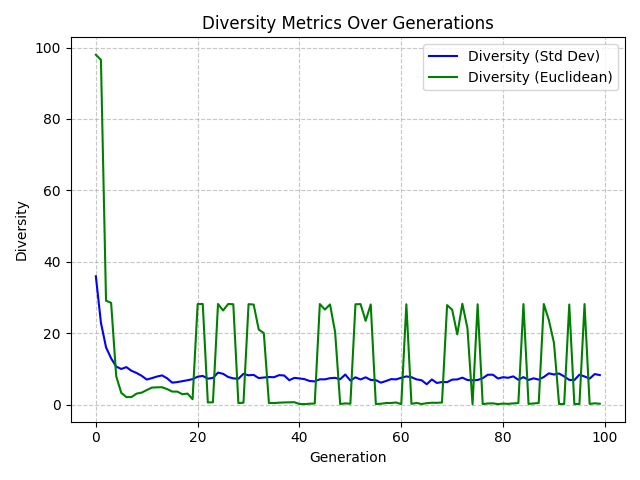 Diversity Metrics Over Generations
Diversity (Std Dev)
Diversity (Euclidean)
Diversity
100
80
60
40
20
0
0 20 40 60 80 100
Generation